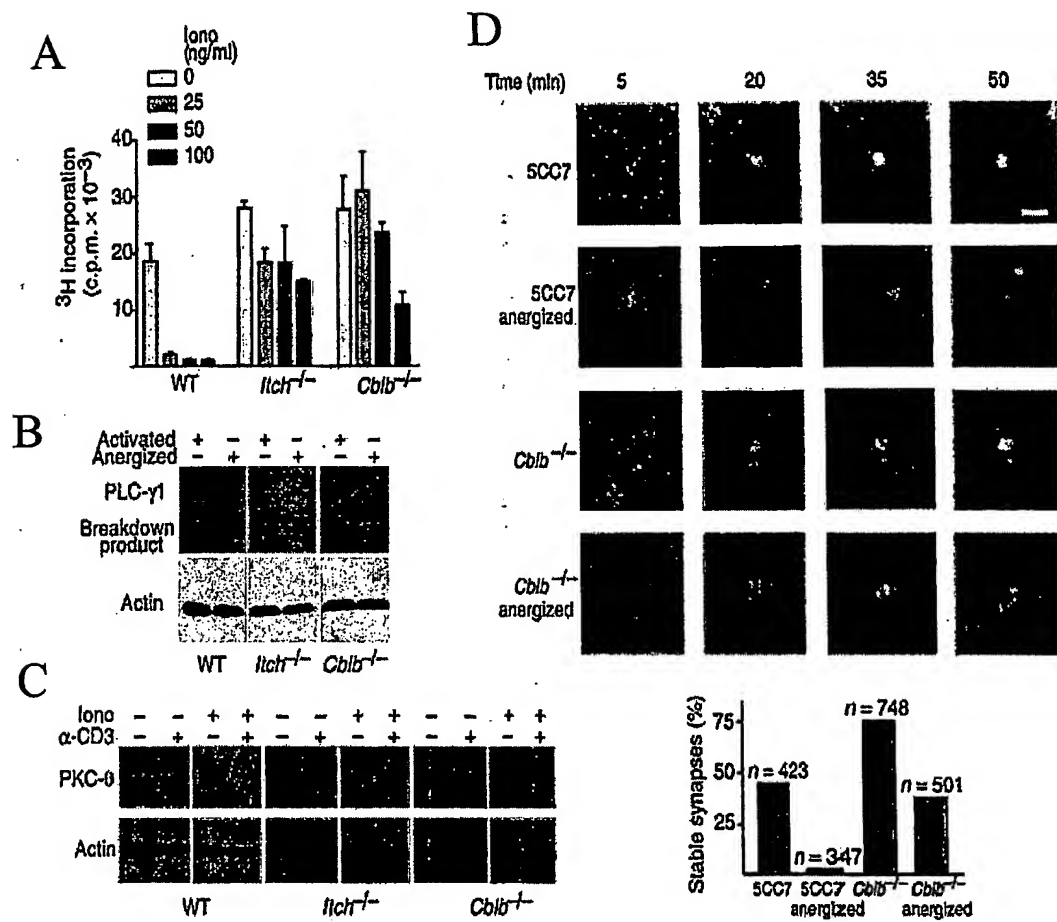 A
Iono
(ng/ml)
0
25
50
100
³H incorporation
(c.p.m. × 10⁻³)
40
30
20
10
WT
Itch⁻/⁻
Cblb⁻/⁻
B
Activated + – + – + –
Anergized – + – + – +
PLC-γ1
Breakdown
product
Actin
WT
Itch⁻/⁻
Cblb⁻/⁻
C
Iono – – + + – – + + – – + +
α-CD3 – + – + – + – + – + – +
PKC-θ
Actin
WT
Itch⁻/⁻
Cblb⁻/⁻
D
Time (min) 5 20 35 50
5CC7
5CC7
anergized
Cblb⁻/⁻
Cblb⁻/⁻
anergized
Stable synapses (%)
75
50
25
n = 423
n = 347
n = 748
n = 501
5CC7
5CC7
anergized
Cblb⁻/⁻
Cblb⁻/⁻
anergized